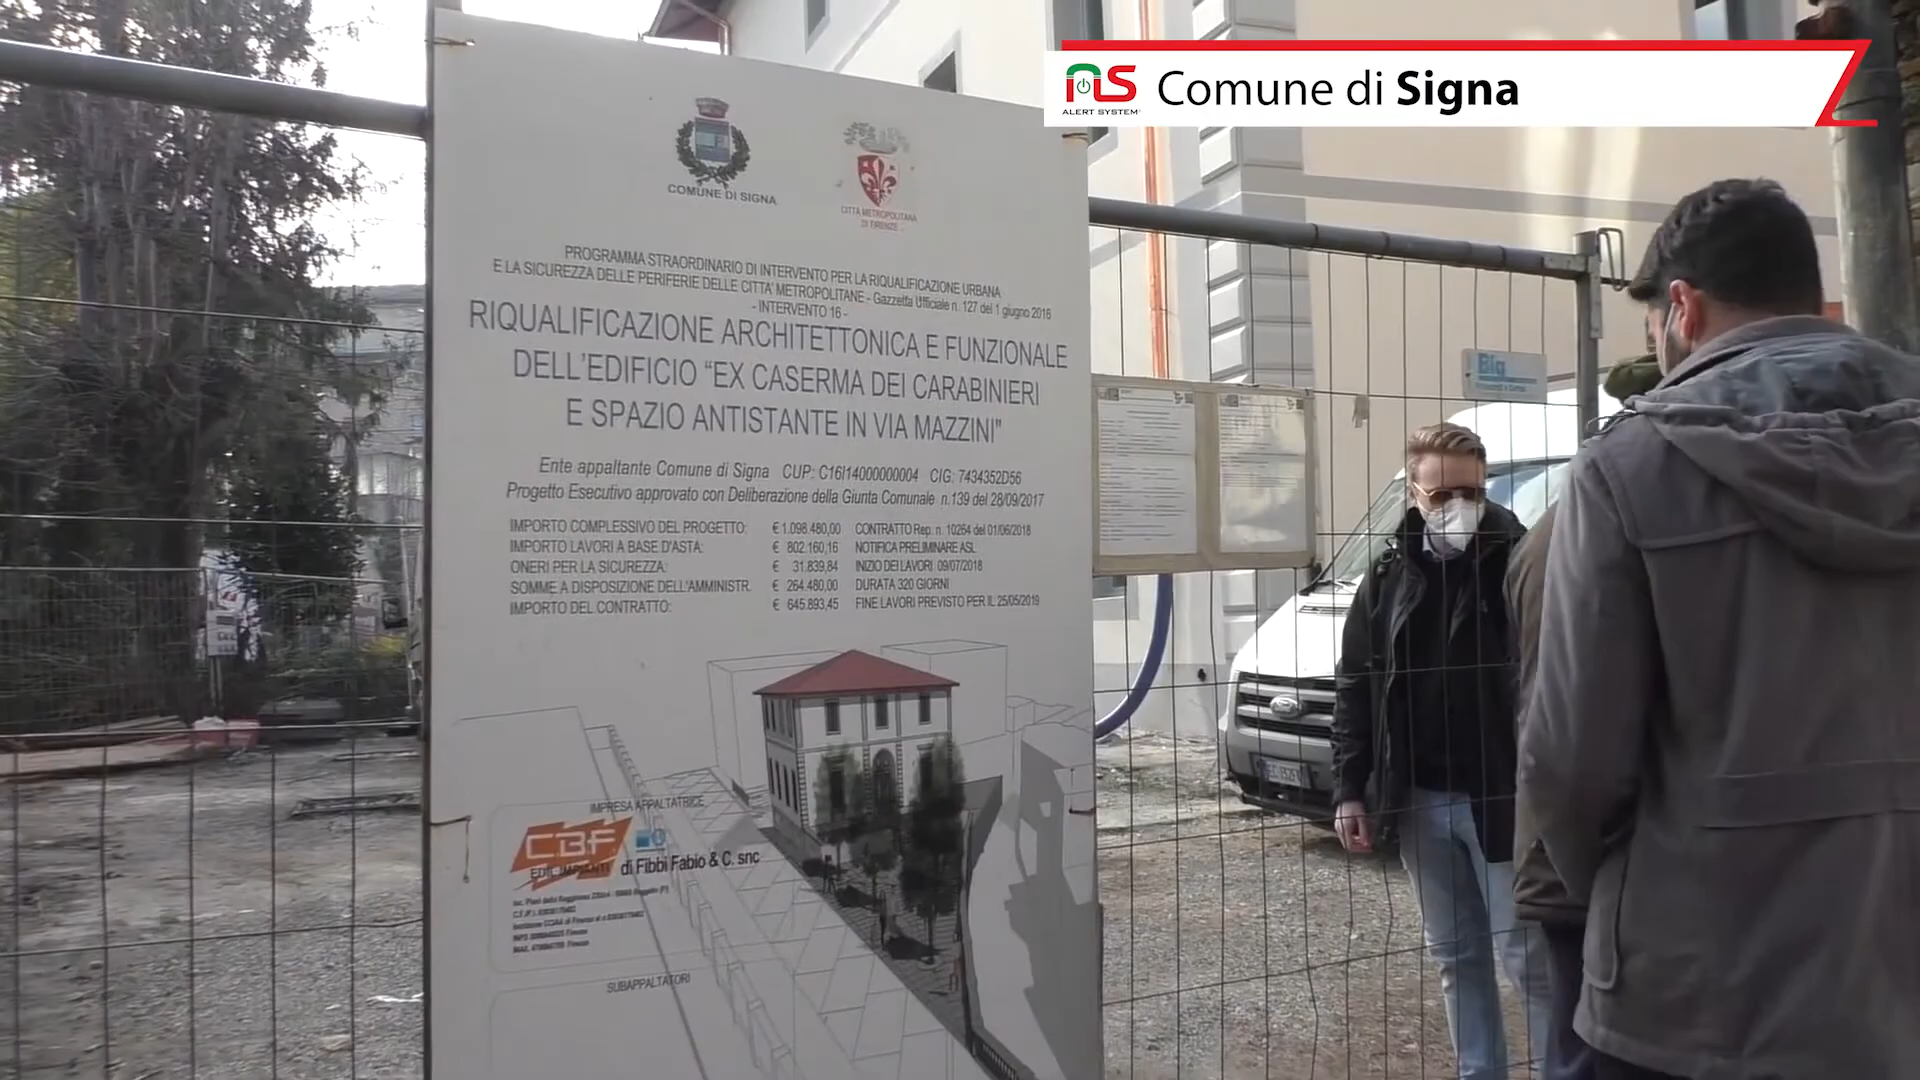 ALERT SYSTEM
Comune di Signa
COMUNE DI SIGNA
CITTÀ METROPOLITANA
DI FIRENZE
PROGRAMMA STRAORDINARIO DI INTERVENTO PER LA RIQUALIFICAZIONE URBANA
E LA SICUREZZA DELLE PERIFERIE DELLE CITTA' METROPOLITANE - Gazzetta Ufficiale n. 127 del 1 giugno 2016
- INTERVENTO 16 -
RIQUALIFICAZIONE ARCHITETTONICA E FUNZIONALE
DELL'EDIFICIO "EX CASERMA DEI CARABINIERI
E SPAZIO ANTISTANTE IN VIA MAZZINI"
Ente appaltante Comune di Signa CUP: C16I14000000004 CIG: 7434352D56
Progetto Esecutivo approvato con Deliberazione della Giunta Comunale n.139 del 28/09/2017
IMPORTO COMPLESSIVO DEL PROGETTO: € 1.098.480,00 CONTRATTO Rep. n. 10264 del 01/06/2018
IMPORTO LAVORI A BASE D'ASTA: € 802.160,16 NOTIFICA PRELIMINARE ASL
ONERI PER LA SICUREZZA: € 31.839,84 INIZIO DEI LAVORI 09/07/2018
SOMME A DISPOSIZIONE DELL'AMMINISTR. € 264.480,00 DURATA 320 GIORNI
IMPORTO DEL CONTRATTO: € 645.893,45 FINE LAVORI PREVISTO PER IL 25/05/2019
IMPRESA APPALTATRICE
CBF
EDILIMPIANTI di Fibbi Fabio & C. snc
SUBAPPALTATORI
Big
Ford